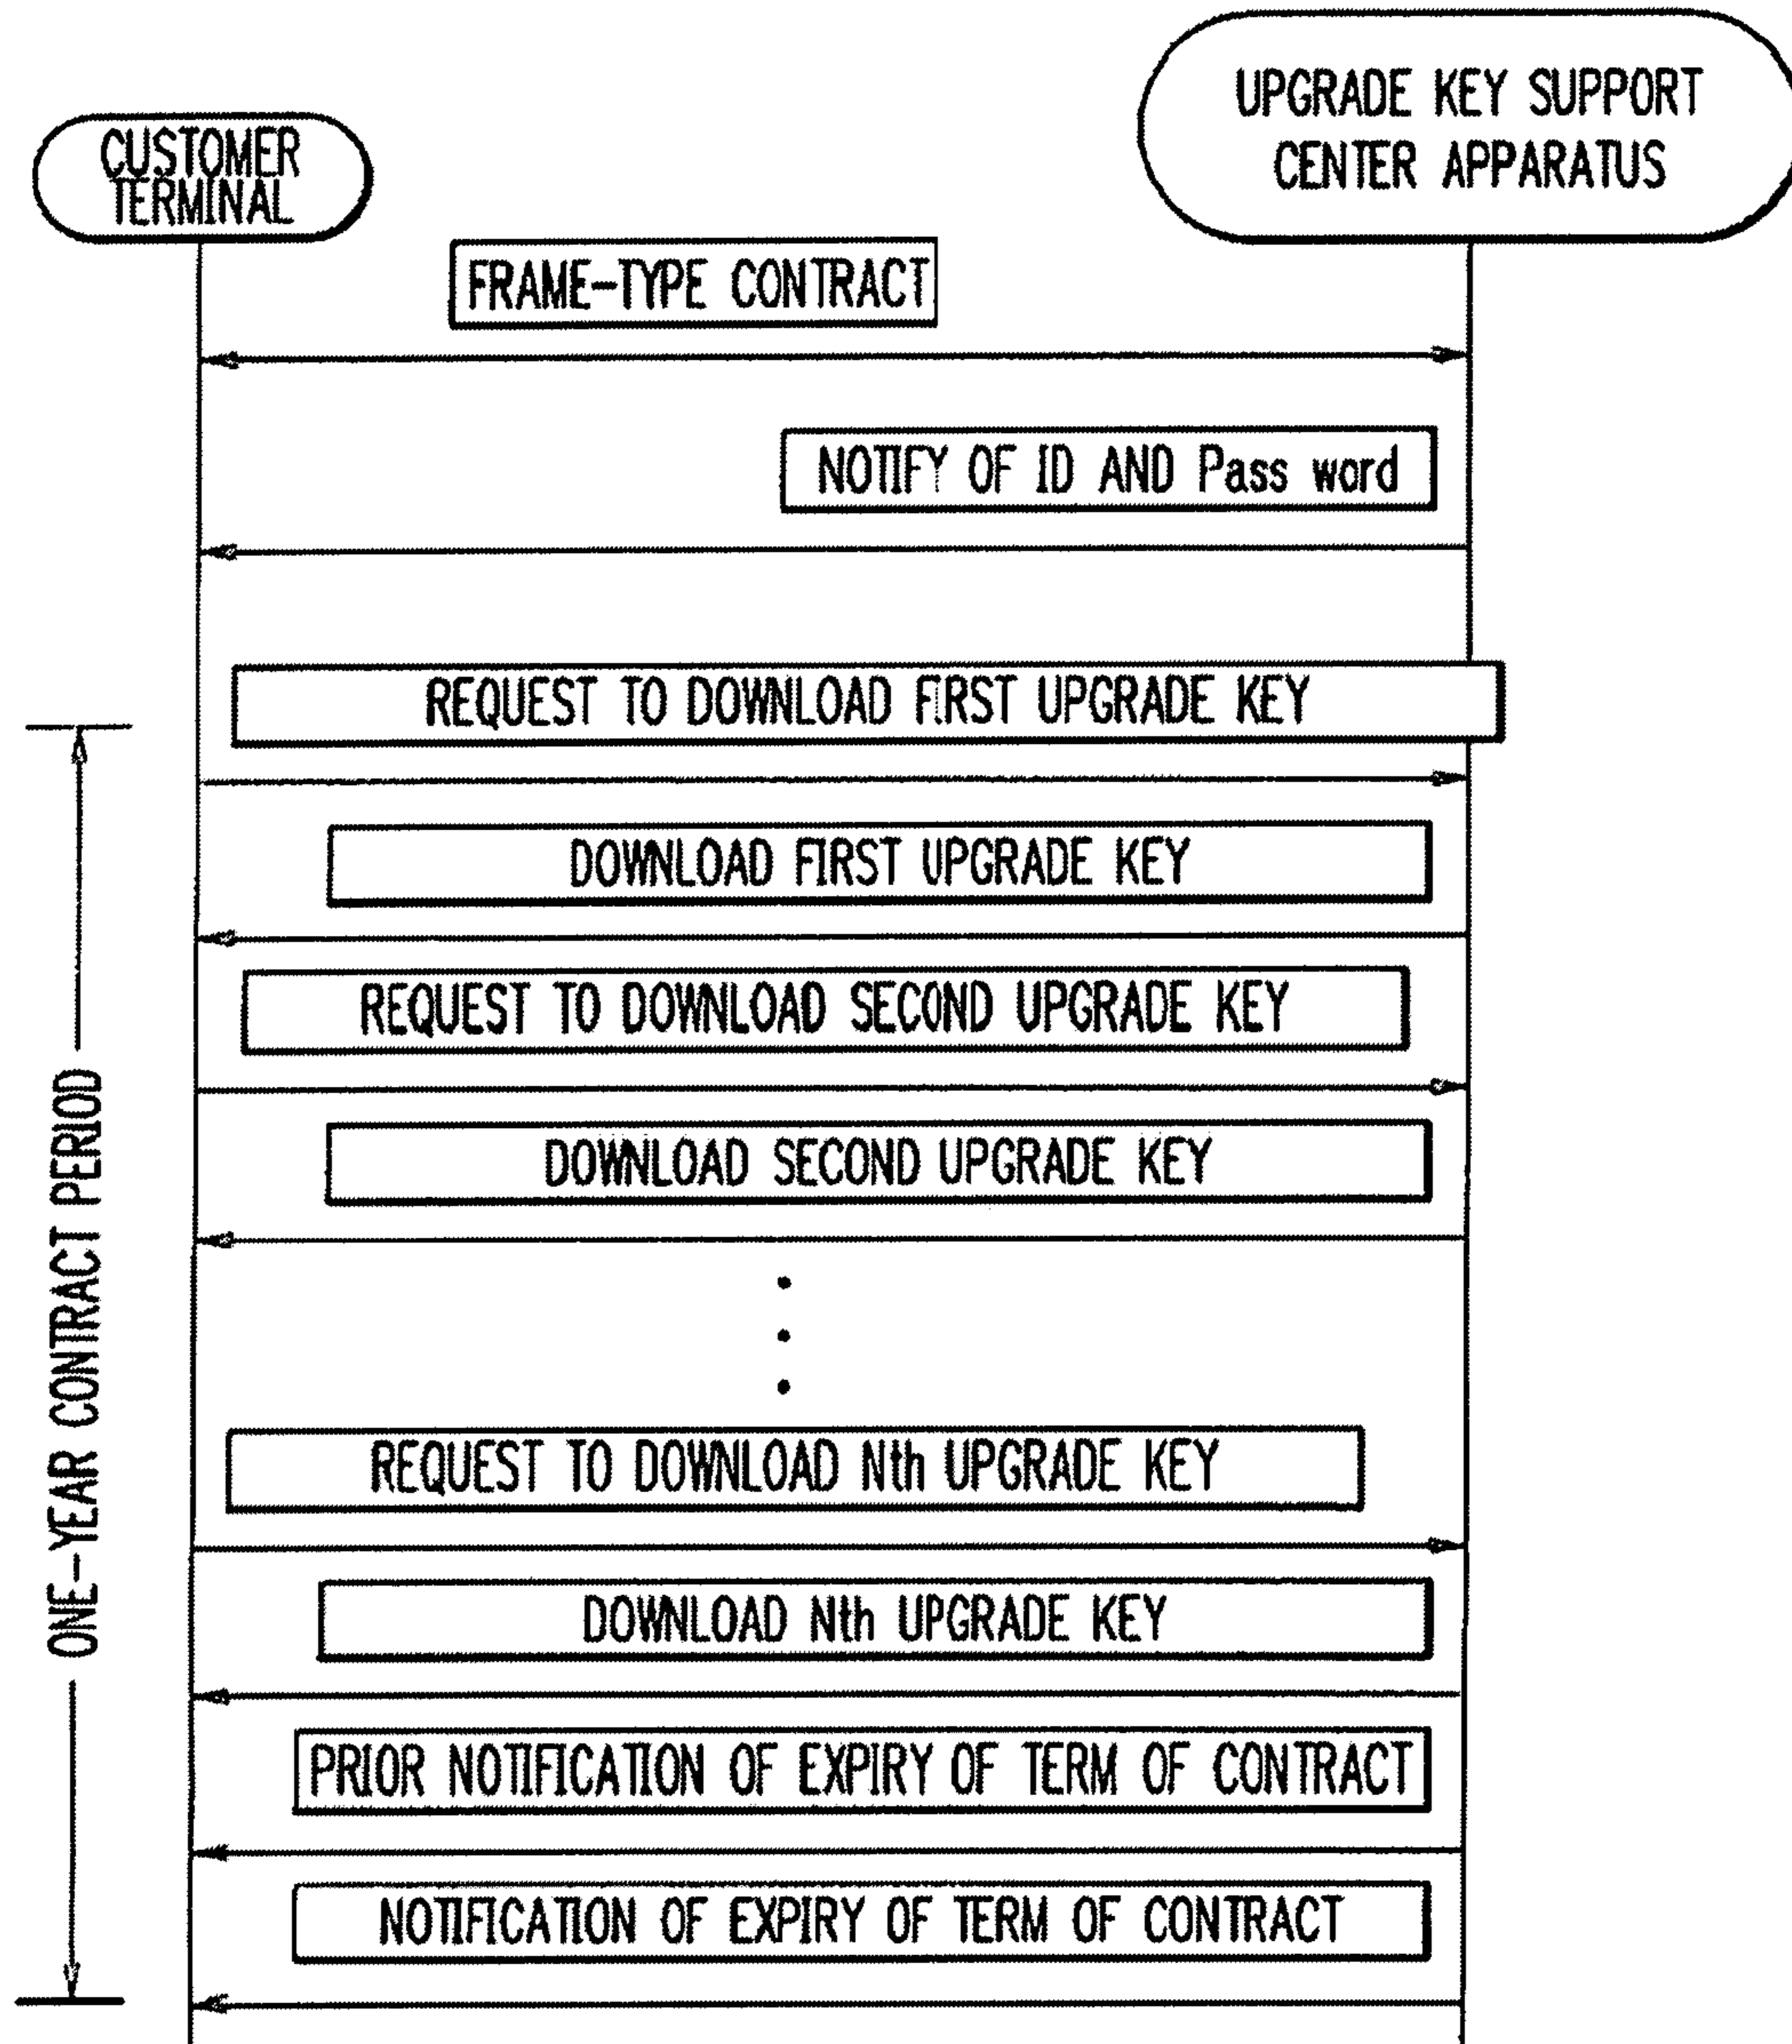 CUSTOMER
TERMINAL
UPGRADE KEY SUPPORT
CENTER APPARATUS
FRAME-TYPE CONTRACT
NOTIFY OF ID AND Pass word
REQUEST TO DOWNLOAD FIRST UPGRADE KEY
DOWNLOAD FIRST UPGRADE KEY
REQUEST TO DOWNLOAD SECOND UPGRADE KEY
DOWNLOAD SECOND UPGRADE KEY
REQUEST TO DOWNLOAD Nth UPGRADE KEY
DOWNLOAD Nth UPGRADE KEY
PRIOR NOTIFICATION OF EXPIRY OF TERM OF CONTRACT
NOTIFICATION OF EXPIRY OF TERM OF CONTRACT
ONE-YEAR CONTRACT PERIOD